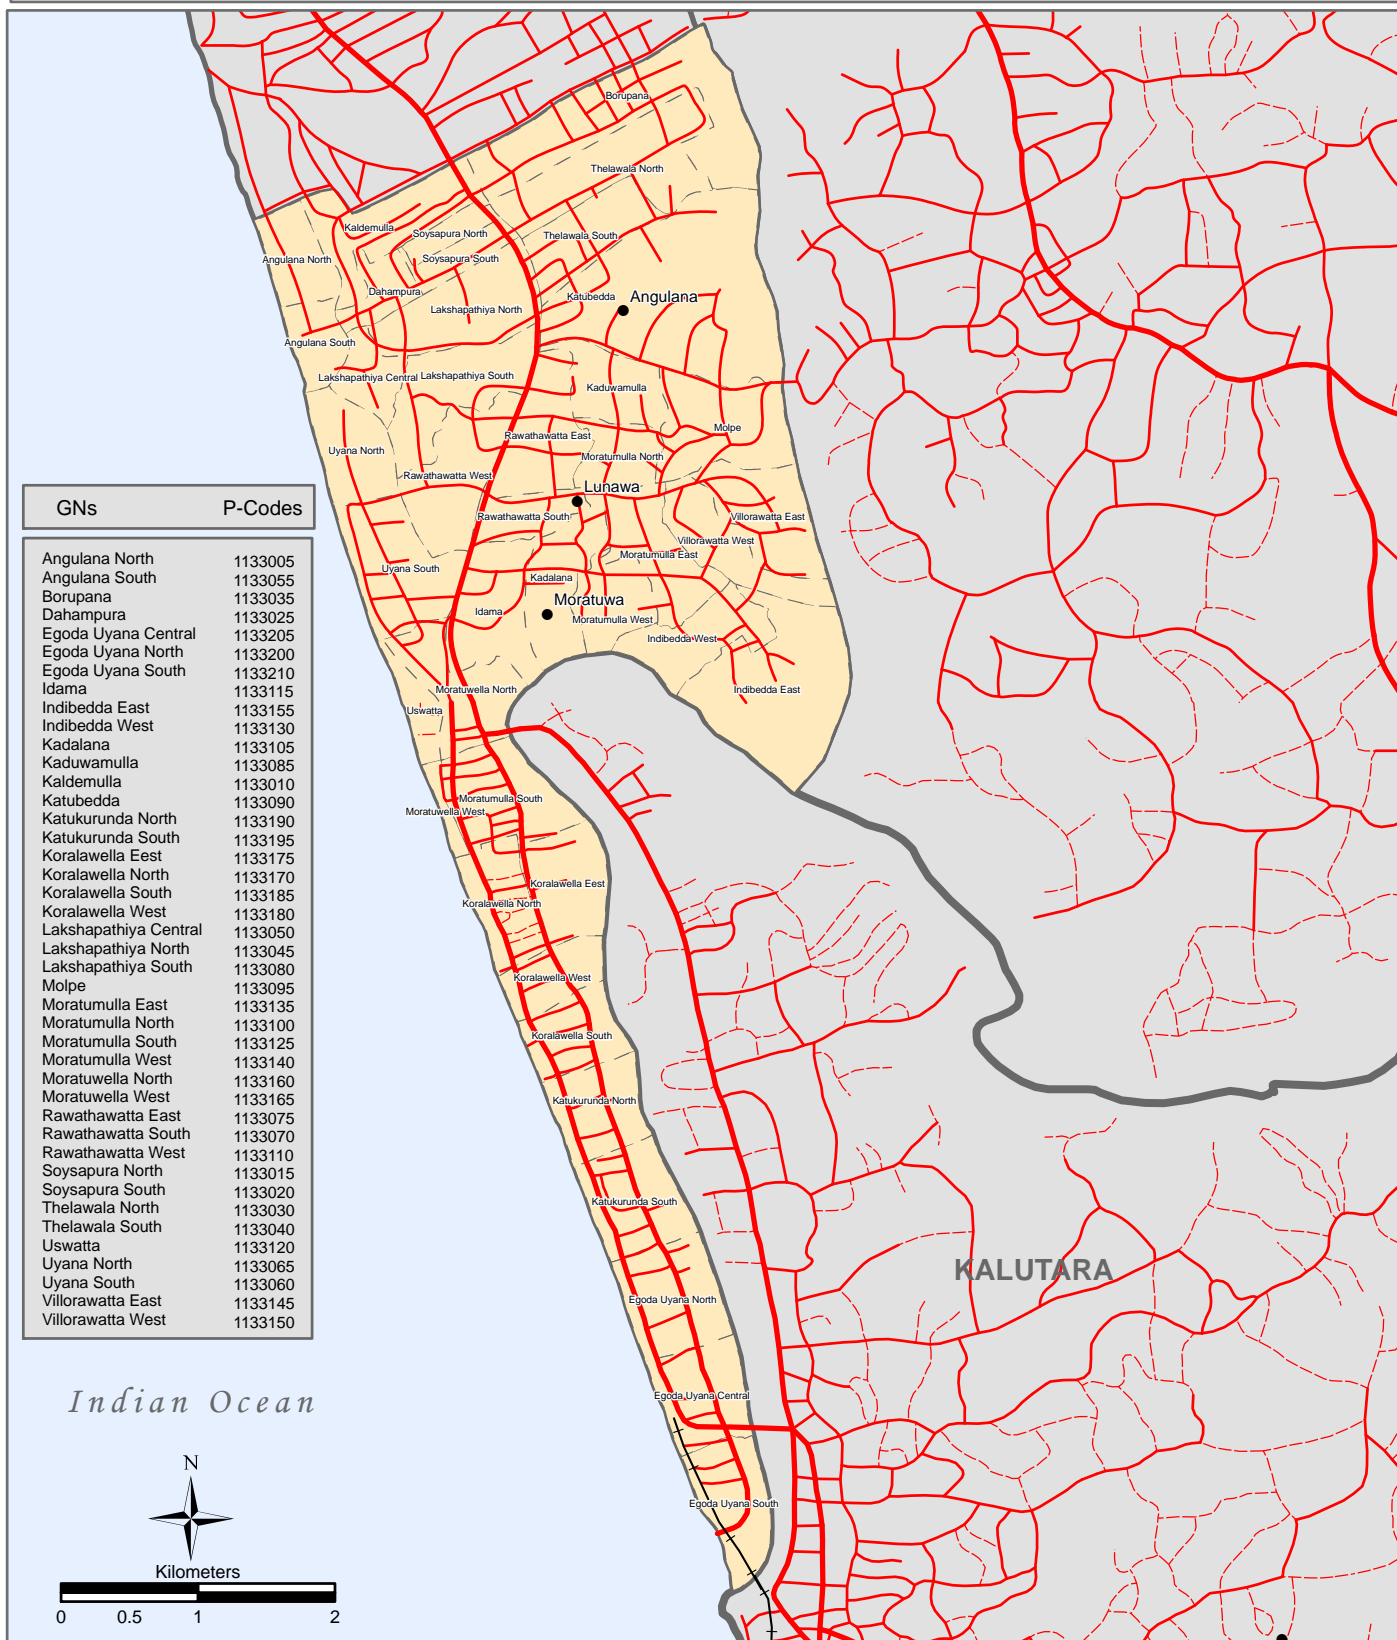 Borupana
Thelawala North
Kaldemulla
Soysapura North
Thelawala South
Angulana North
Soysapura South
Dahampura
Katubedda
Angulana
Lakshapathiya North
Angulana South
Lakshapathiya Central
Lakshapathiya South
Kaduwamulla
Molpe
Rawathawatta East
Uyana North
Moratumulla North
Rawathawatta West
Lunawa
Rawathawatta South
Villorawatta East
Villorawatta West
Moratumulla East
Uyana South
Kadalana
Moratuwa
Idama
Moratumulla West
Indibedda West
Moratuwella North
Indibedda East
Uswatta
Moratumulla South
Moratuwella West
Koralawella Eest
Koralawella North
Koralawella West
Koralawella South
Katukurunda North
Katukurunda South
KALUTARA
Egoda Uyana North
Egoda Uyana Central
Egoda Uyana South
GNs P-Codes
Angulana North 1133005
Angulana South 1133055
Borupana 1133035
Dahampura 1133025
Egoda Uyana Central 1133205
Egoda Uyana North 1133200
Egoda Uyana South 1133210
Idama 1133115
Indibedda East 1133155
Indibedda West 1133130
Kadalana 1133105
Kaduwamulla 1133085
Kaldemulla 1133010
Katubedda 1133090
Katukurunda North 1133190
Katukurunda South 1133195
Koralawella Eest 1133175
Koralawella North 1133170
Koralawella South 1133185
Koralawella West 1133180
Lakshapathiya Central 1133050
Lakshapathiya North 1133045
Lakshapathiya South 1133080
Molpe 1133095
Moratumulla East 1133135
Moratumulla North 1133100
Moratumulla South 1133125
Moratumulla West 1133140
Moratuwella North 1133160
Moratuwella West 1133165
Rawathawatta East 1133075
Rawathawatta South 1133070
Rawathawatta West 1133110
Soysapura North 1133015
Soysapura South 1133020
Thelawala North 1133030
Thelawala South 1133040
Uswatta 1133120
Uyana North 1133065
Uyana South 1133060
Villorawatta East 1133145
Villorawatta West 1133150
Indian Ocean
N
Kilometers
0 0.5 1 2